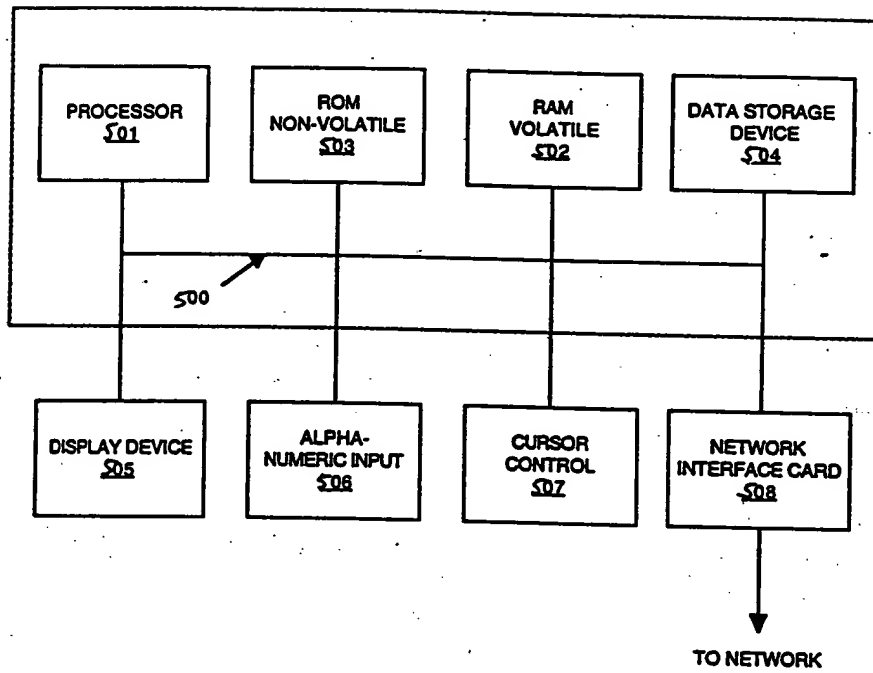 PROCESSOR
501
ROM
NON-VOLATILE
503
RAM
VOLATILE
502
DATA STORAGE
DEVICE
504
500
DISPLAY DEVICE
505
ALPHA-
NUMERIC INPUT
506
CURSOR
CONTROL
507
NETWORK
INTERFACE CARD
508
TO NETWORK